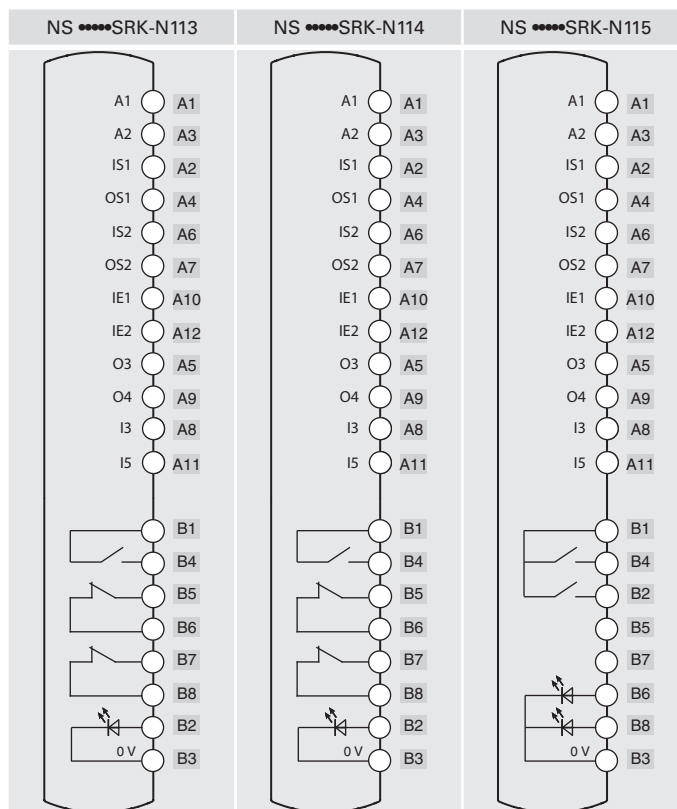 NS •••••SRK-N113 NS •••••SRK-N114 NS •••••SRK-N115
A1 A1 A1 A1 A1 A1
A2 A3 A2 A3 A2 A3
IS1 A2 IS1 A2 IS1 A2
OS1 A4 OS1 A4 OS1 A4
IS2 A6 IS2 A6 IS2 A6
OS2 A7 OS2 A7 OS2 A7
IE1 A10 IE1 A10 IE1 A10
IE2 A12 IE2 A12 IE2 A12
O3 A5 O3 A5 O3 A5
O4 A9 O4 A9 O4 A9
I3 A8 I3 A8 I3 A8
I5 A11 I5 A11 I5 A11
B1 B1 B1
B4 B4 B4
B5 B5 B2
B6 B6 B5
B7 B7 B7
B8 B8 B6
B2 B2 B8
0 V B3 0 V B3 0 V B3